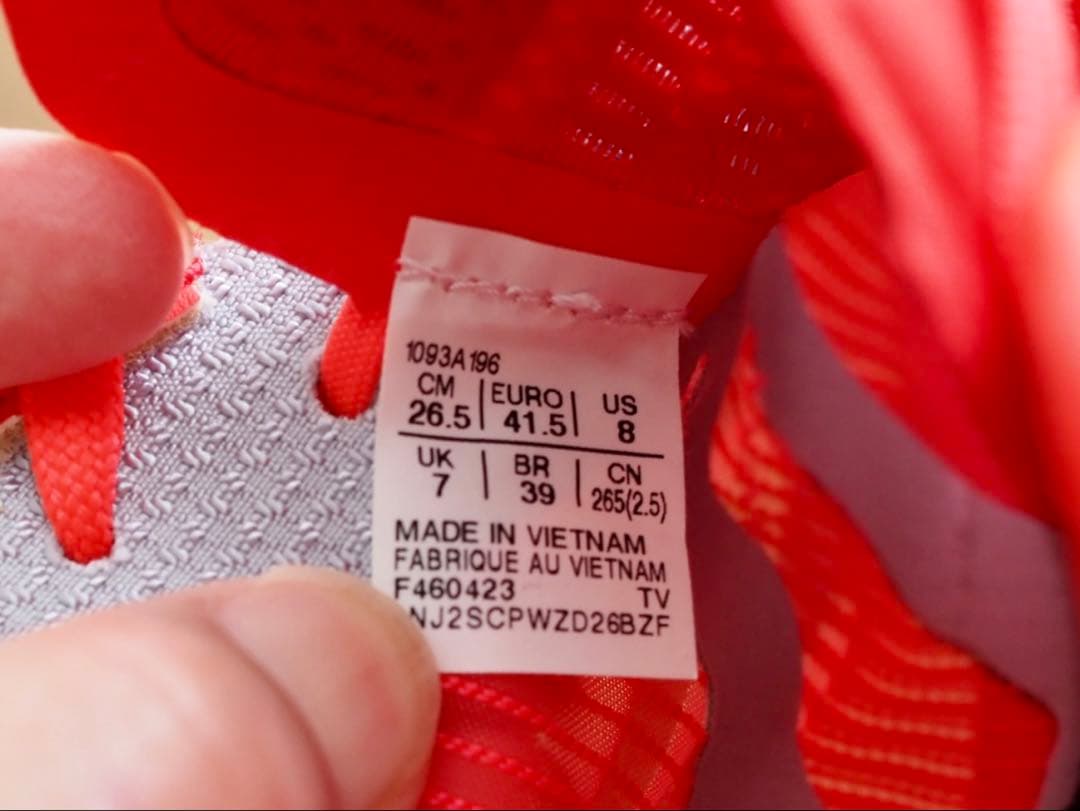 1093A196
CM 26.5 | EURO 41.5 | US 8
UK 7 | BR 39 | CN 265(2.5)
MADE IN VIETNAM
FABRIQUE AU VIETNAM
F460423 TV
NJ2SCPWZD26BZF